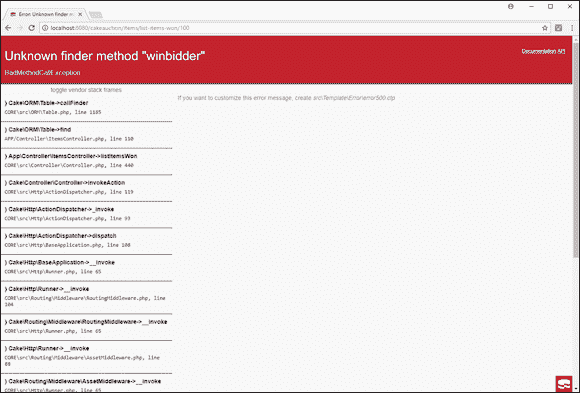 Error: Unknown finder m
localhost:8080/cakeauction/items/list-items-won/100
Unknown finder method "winbidder"
BadMethodCallException
Documentation API
toggle vendor stack frames
If you want to customize this error message, create src\Template\Error\error500.ctp
⟩ Cake\ORM\Table->callFinder
CORE\src\ORM\Table.php, line 1165
⟩ Cake\ORM\Table->find
APP/Controller\ItemsController.php, line 110
⟩ App\Controller\ItemsController->listItemsWon
CORE\src\Controller\Controller.php, line 440
⟩ Cake\Controller\Controller->invokeAction
CORE\src\Http\ActionDispatcher.php, line 119
⟩ Cake\Http\ActionDispatcher->_invoke
CORE\src\Http\ActionDispatcher.php, line 93
⟩ Cake\Http\ActionDispatcher->dispatch
CORE\src\Http\BaseApplication.php, line 108
⟩ Cake\Http\BaseApplication->__invoke
CORE\src\Http\Runner.php, line 65
⟩ Cake\Http\Runner->__invoke
CORE\src\Routing\Middleware\RoutingMiddleware.php, line
104
⟩ Cake\Routing\Middleware\RoutingMiddleware->__invoke
CORE\src\Http\Runner.php, line 65
⟩ Cake\Http\Runner->__invoke
CORE\src\Routing\Middleware\AssetMiddleware.php, line
88
⟩ Cake\Routing\Middleware\AssetMiddleware->__invoke
CORE\src\Http\Runner.php, line 65